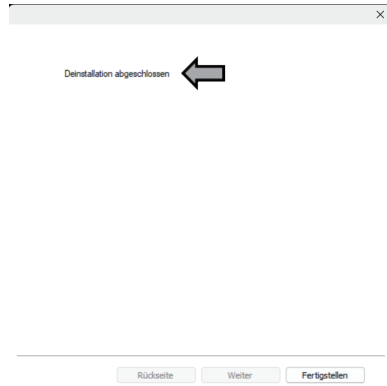 Deinstallation abgeschlossen
Rückseite
Weiter
Fertigstellen